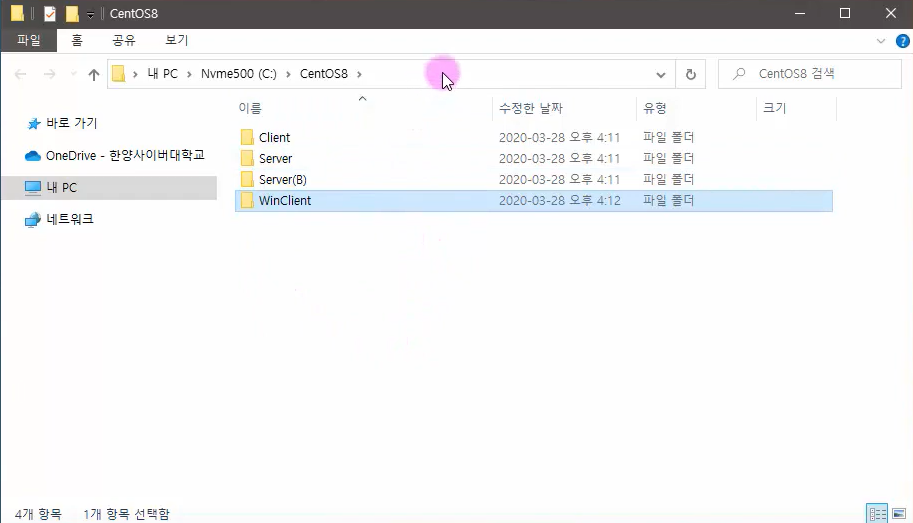 CentOS8
파일 홈 공유 보기
내 PC > Nvme500 (C:) > CentOS8 > CentOS8 검색
이름 수정한 날짜 유형 크기
바로 가기
OneDrive - 한양사이버대학교
내 PC
네트워크
Client 2020-03-28 오후 4:11 파일 폴더
Server 2020-03-28 오후 4:11 파일 폴더
Server(B) 2020-03-28 오후 4:11 파일 폴더
WinClient 2020-03-28 오후 4:12 파일 폴더
4개 항목 1개 항목 선택함